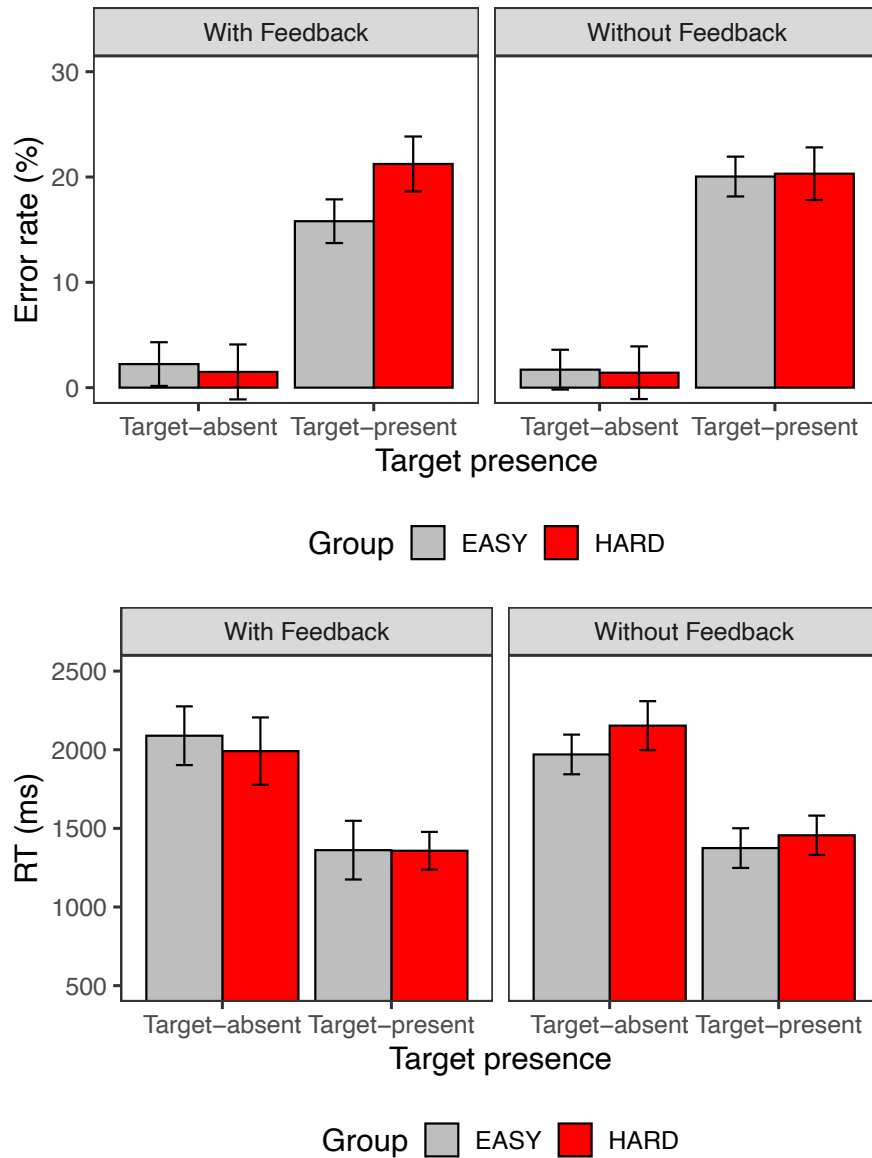 With Feedback Without Feedback
30
20
10
0
Error rate (%)
Target−absent Target−present Target−absent Target−present
Target presence
Group EASY HARD
With Feedback Without Feedback
2500
2000
1500
1000
500
RT (ms)
Target−absent Target−present Target−absent Target−present
Target presence
Group EASY HARD